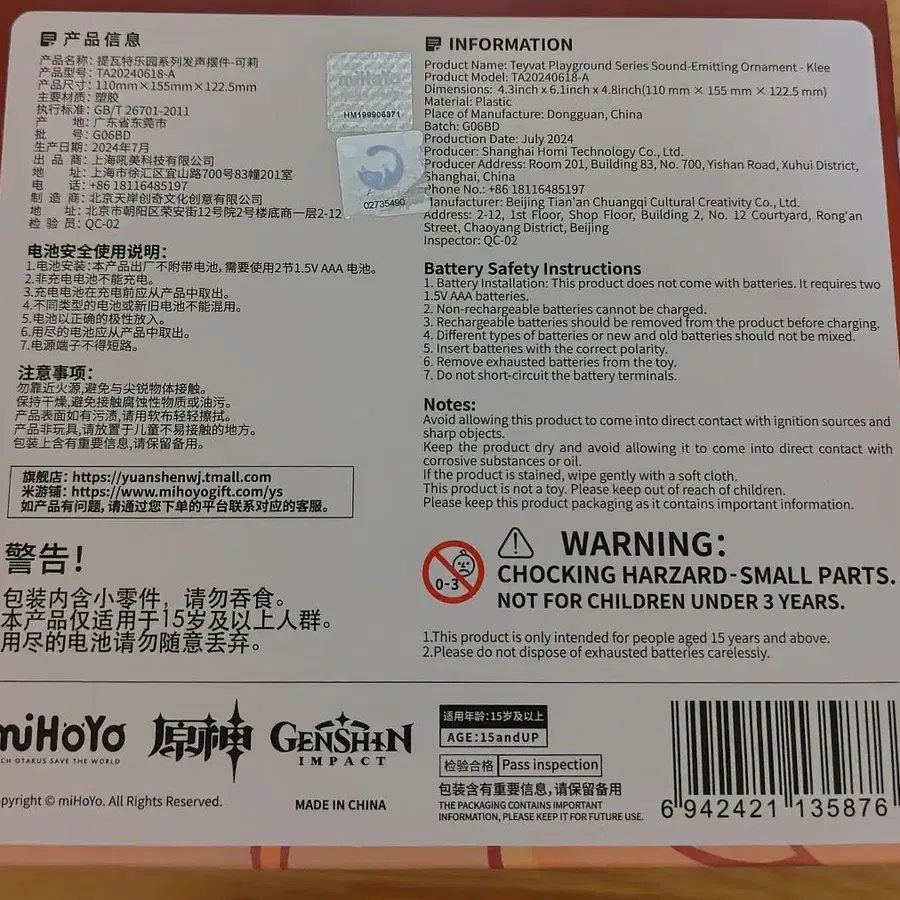 产品信息
产品名称: 提瓦特乐园系列发声摆件-可莉
产品型号: TA20240618-A
产品尺寸: 110mm×155mm×122.5mm
主要材质: 塑胶
执行标准: GB/T 26701-2011
产 地: 广东省东莞市
批 号: G06BD
生产日期: 2024年7月
出 品 商: 上海吼美科技有限公司
地 址: 上海市徐汇区宜山路700号83幢201室
电 话: +86 18116485197
制 造 商: 北京天岸创奇文化创意有限公司
地 址: 北京市朝阳区荣安街12号院2号楼底商一层2-12
检 验 员: QC-02
电池安全使用说明:
1.电池安装:本产品出厂不附带电池,需要使用2节1.5V AAA 电池。
2.非充电电池不能充电。
3.充电电池在充电前应从产品中取出。
4.不同类型的电池或新旧电池不能混用。
5.电池以正确的极性放入。
6.用尽的电池应从产品中取出。
7.电源端子不得短路。
注意事项:
勿靠近火源,避免与尖锐物体接触。
保持干燥,避免接触腐蚀性物质或油污。
产品表面如有污渍,请用软布轻轻擦拭。
产品非玩具,请放置于儿童不易接触的地方。
包装上含有重要信息,请保留备用。
旗舰店: https://yuanshenwj.tmall.com
米游铺: https://www.mihoyogift.com/ys
如产品有问题, 请通过您下单的平台联系对应的客服。
警告!
包装内含小零件，请勿吞食。
本产品仅适用于15岁及以上人群。
用尽的电池请勿随意丢弃。
miHoYo
HM199906871
02735490
INFORMATION
Product Name: Teyvat Playground Series Sound-Emitting Ornament - Klee
Product Model: TA20240618-A
Dimensions: 4.3inch x 6.1inch x 4.8inch(110 mm × 155 mm × 122.5 mm)
Material: Plastic
Place of Manufacture: Dongguan, China
Batch: G06BD
Production Date: July 2024
Producer: Shanghai Homi Technology Co., Ltd.
Producer Address: Room 201, Building 83, No. 700, Yishan Road, Xuhui District,
Shanghai, China
Phone No.: +86 18116485197
Manufacturer: Beijing Tian'an Chuangqi Cultural Creativity Co., Ltd.
Address: 2-12, 1st Floor, Shop Floor, Building 2, No. 12 Courtyard, Rong'an
Street, Chaoyang District, Beijing
Inspector: QC-02
Battery Safety Instructions
1. Battery Installation: This product does not come with batteries. It requires two
1.5V AAA batteries.
2. Non-rechargeable batteries cannot be charged.
3. Rechargeable batteries should be removed from the product before charging.
4. Different types of batteries or new and old batteries should not be mixed.
5. Insert batteries with the correct polarity.
6. Remove exhausted batteries from the toy.
7. Do not short-circuit the battery terminals.
Notes:
Avoid allowing this product to come into direct contact with ignition sources and
sharp objects.
Keep the product dry and avoid allowing it to come into direct contact with
corrosive substances or oil.
If the product is stained, wipe gently with a soft cloth.
This product is not a toy. Please keep out of reach of children.
Please keep this product packaging as it contains important information.
0-3
WARNING:
CHOCKING HARZARD-SMALL PARTS.
NOT FOR CHILDREN UNDER 3 YEARS.
1.This product is only intended for people aged 15 years and above.
2.Please do not dispose of exhausted batteries carelessly.
miHoYo
CH OTAKUS SAVE THE WORLD
原神
GENSHIN
IMPACT
opyright © miHoYo. All Rights Reserved.
MADE IN CHINA
适用年龄:15岁及以上
AGE:15andUP
检验合格 Pass inspection
包装含有重要信息,请保留备用
THE PACKAGING CONTAINS IMPORTANT
INFORMATION, PLEASE KEEP IT FOR FUTURE USE.
6 942421 135876